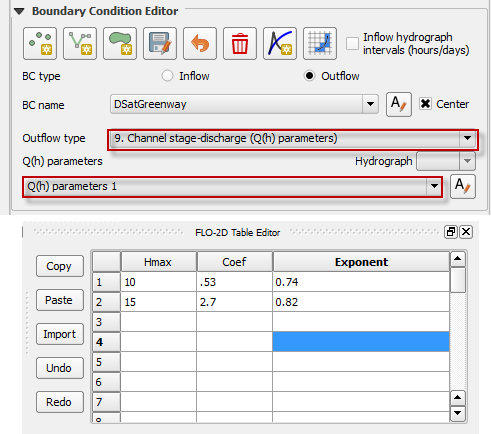 Boundary Condition Editor
Inflow hydrograph
intervals (hours/days)
BC type
Inflow
Outflow
BC name
DSatGreenway
Center
Outflow type
9. Channel stage-discharge (Q(h) parameters)
Q(h) parameters
Hydrograph
Q(h) parameters 1
FLO-2D Table Editor
Copy
Paste
Import
Undo
Redo
Hmax Coef Exponent
1 10 .53 0.74
2 15 2.7 0.82
3
4
5
6
7
8